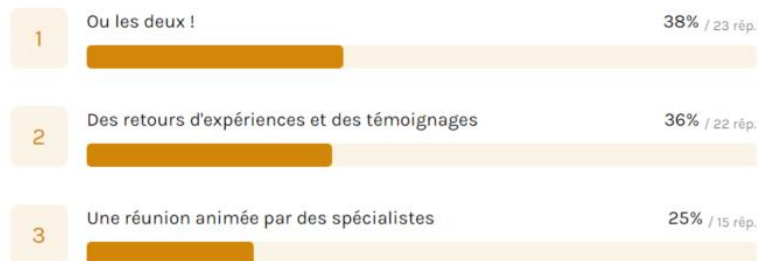 1
Ou les deux !
38% / 23 rép.
2
Des retours d'expériences et des témoignages
36% / 22 rép.
3
Une réunion animée par des spécialistes
25% / 15 rép.